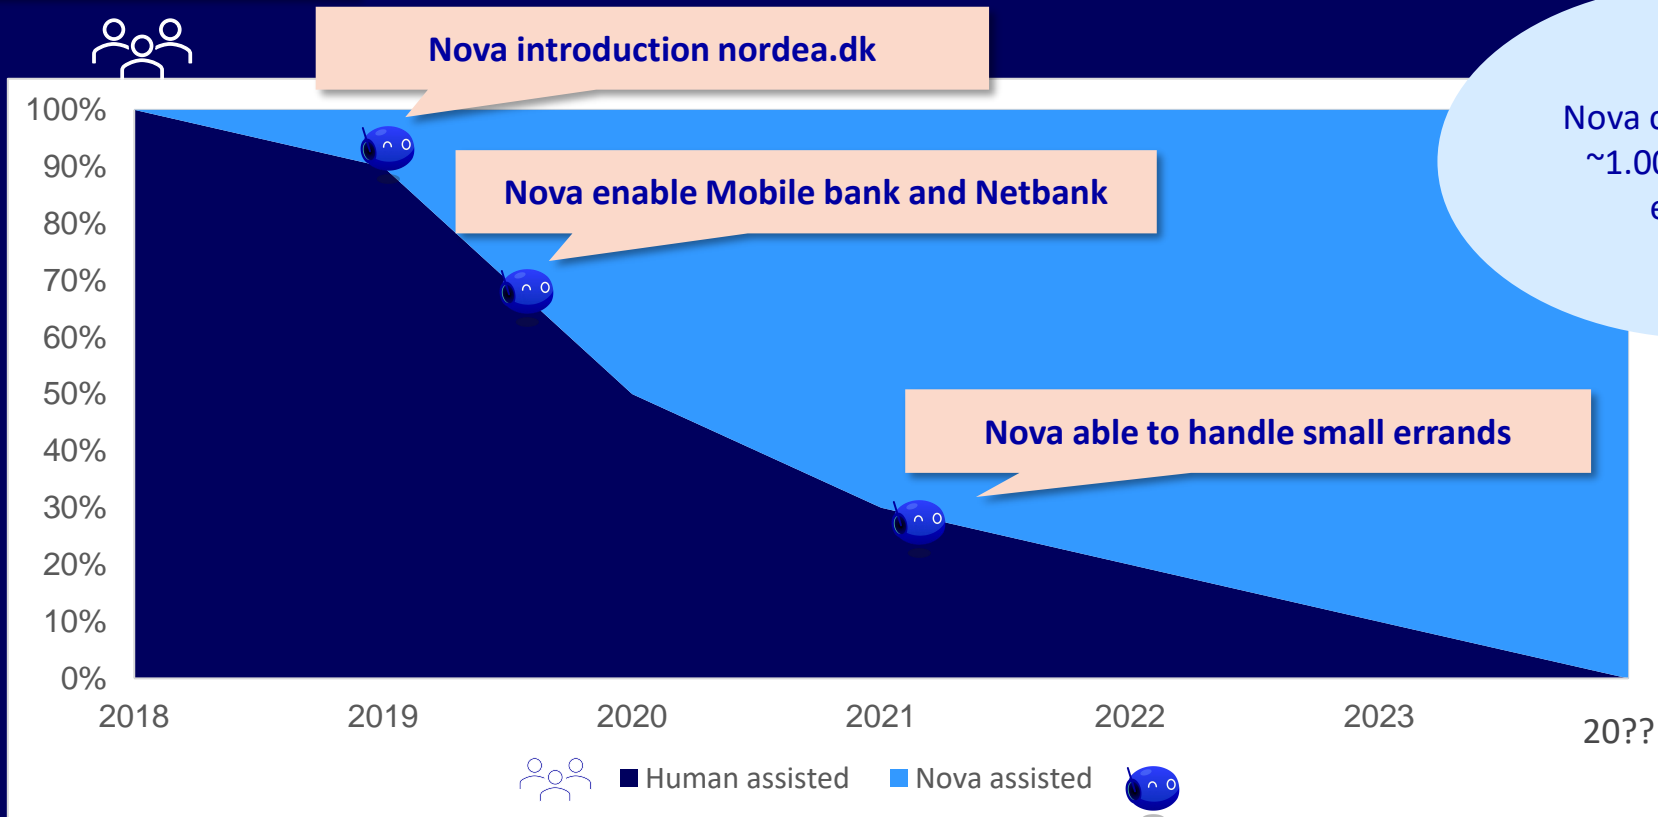 Nova introduction nordea.dk
Nova
~1.00
100%
90%
Nova enable Mobile bank and Netbank
80%
70%
60%
50%
40%
Nova able to handle small errands
30%
20%
10%
0%
2018 2019 2020 2021 2022 2023 20??
Human assisted Nova assisted